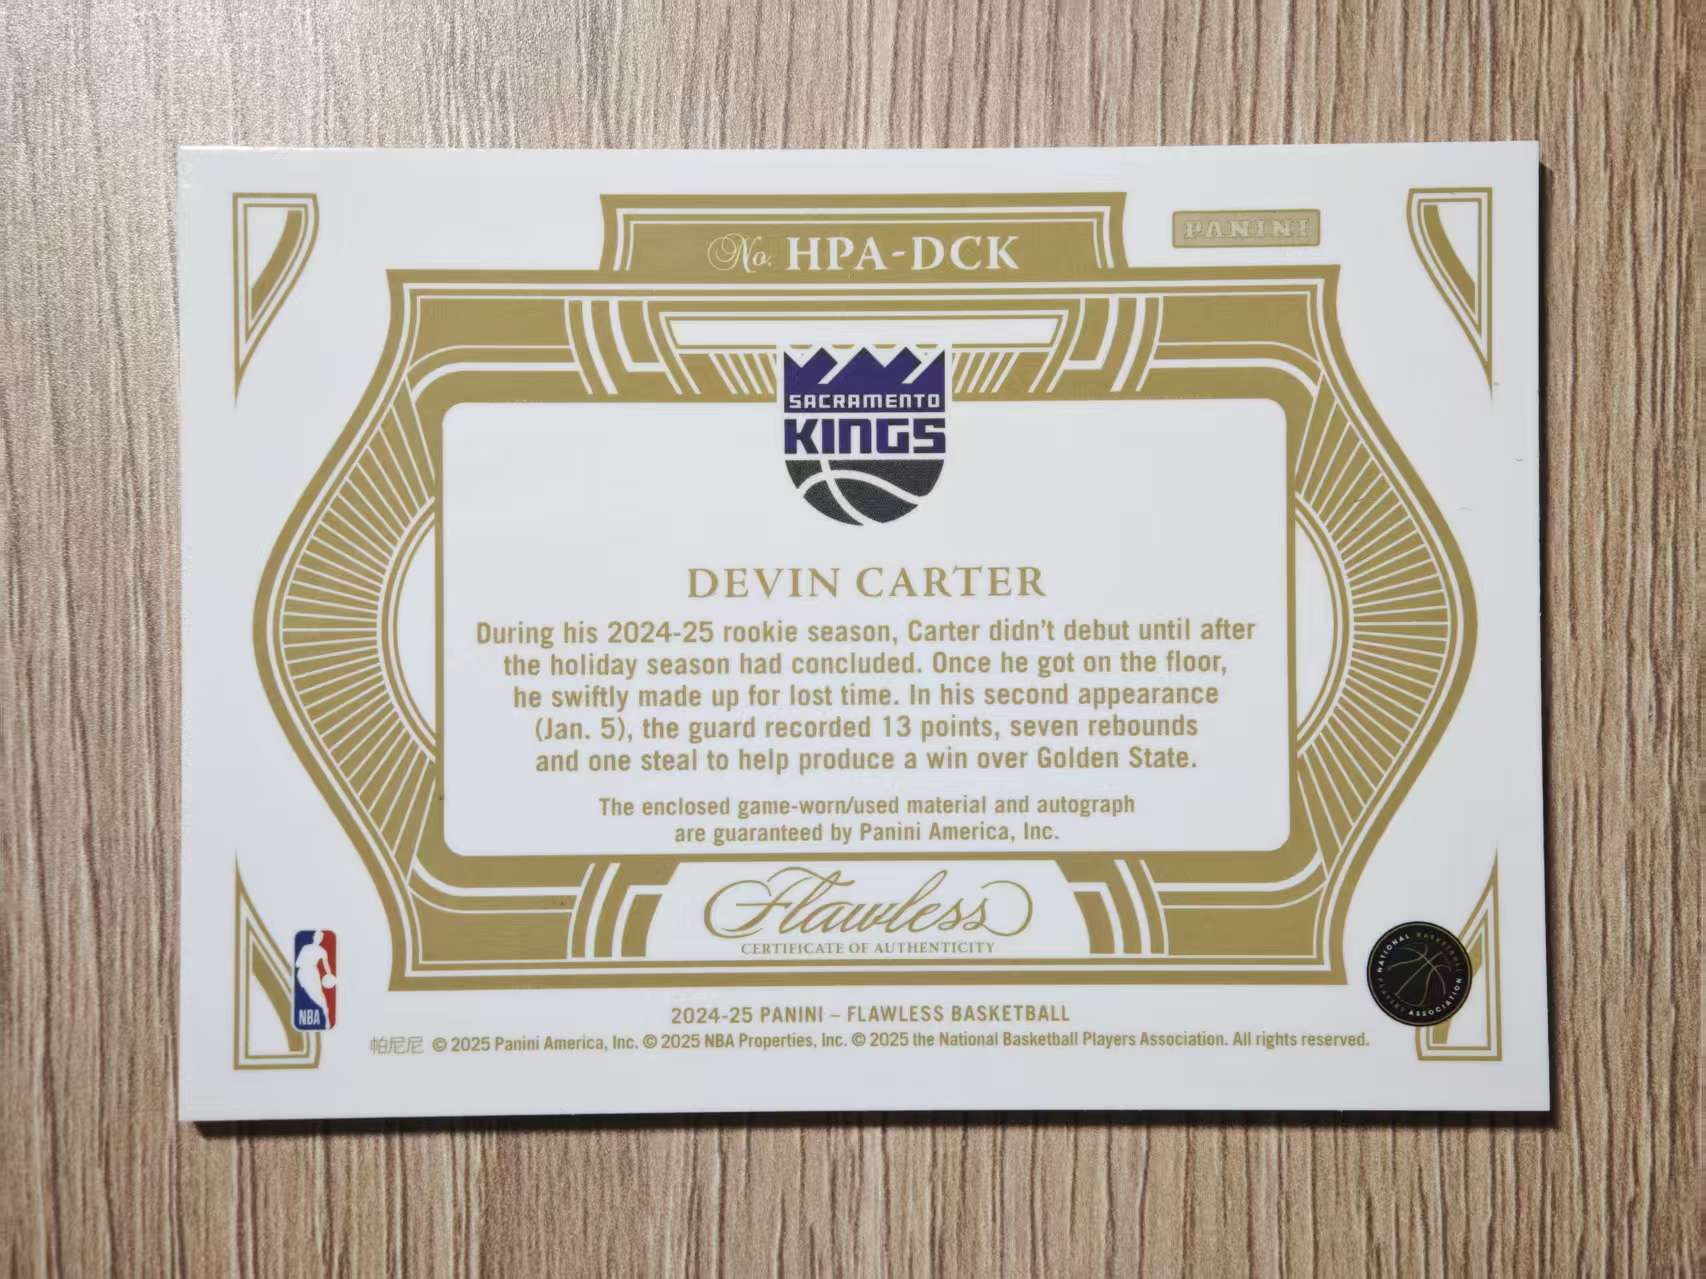 No. HPA-DCK
PANINI
SACRAMENTO
KINGS
DEVIN CARTER
During his 2024-25 rookie season, Carter didn't debut until after
the holiday season had concluded. Once he got on the floor,
he swiftly made up for lost time. In his second appearance
(Jan. 5), the guard recorded 13 points, seven rebounds
and one steal to help produce a win over Golden State.
The enclosed game-worn/used material and autograph
are guaranteed by Panini America, Inc.
Flawless
CERTIFICATE OF AUTHENTICITY
NBA
NATIONAL BASKETBALL PLAYERS ASSOCIATION
2024-25 PANINI – FLAWLESS BASKETBALL
帕尼尼 © 2025 Panini America, Inc. © 2025 NBA Properties, Inc. © 2025 the National Basketball Players Association. All rights reserved.